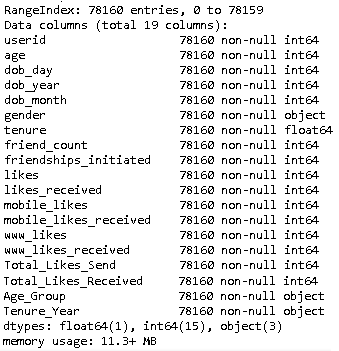 RangeIndex: 78160 entries, 0 to 78159
Data columns (total 19 columns):
userid 78160 non-null int64
age 78160 non-null int64
dob_day 78160 non-null int64
dob_year 78160 non-null int64
dob_month 78160 non-null int64
gender 78160 non-null object
tenure 78160 non-null float64
friend_count 78160 non-null int64
friendships_initiated 78160 non-null int64
likes 78160 non-null int64
likes_received 78160 non-null int64
mobile_likes 78160 non-null int64
mobile_likes_received 78160 non-null int64
www_likes 78160 non-null int64
www_likes_received 78160 non-null int64
Total_Likes_Send 78160 non-null int64
Total_Likes_Received 78160 non-null int64
Age_Group 78160 non-null object
Tenure_Year 78160 non-null object
dtypes: float64(1), int64(15), object(3)
memory usage: 11.3+ MB